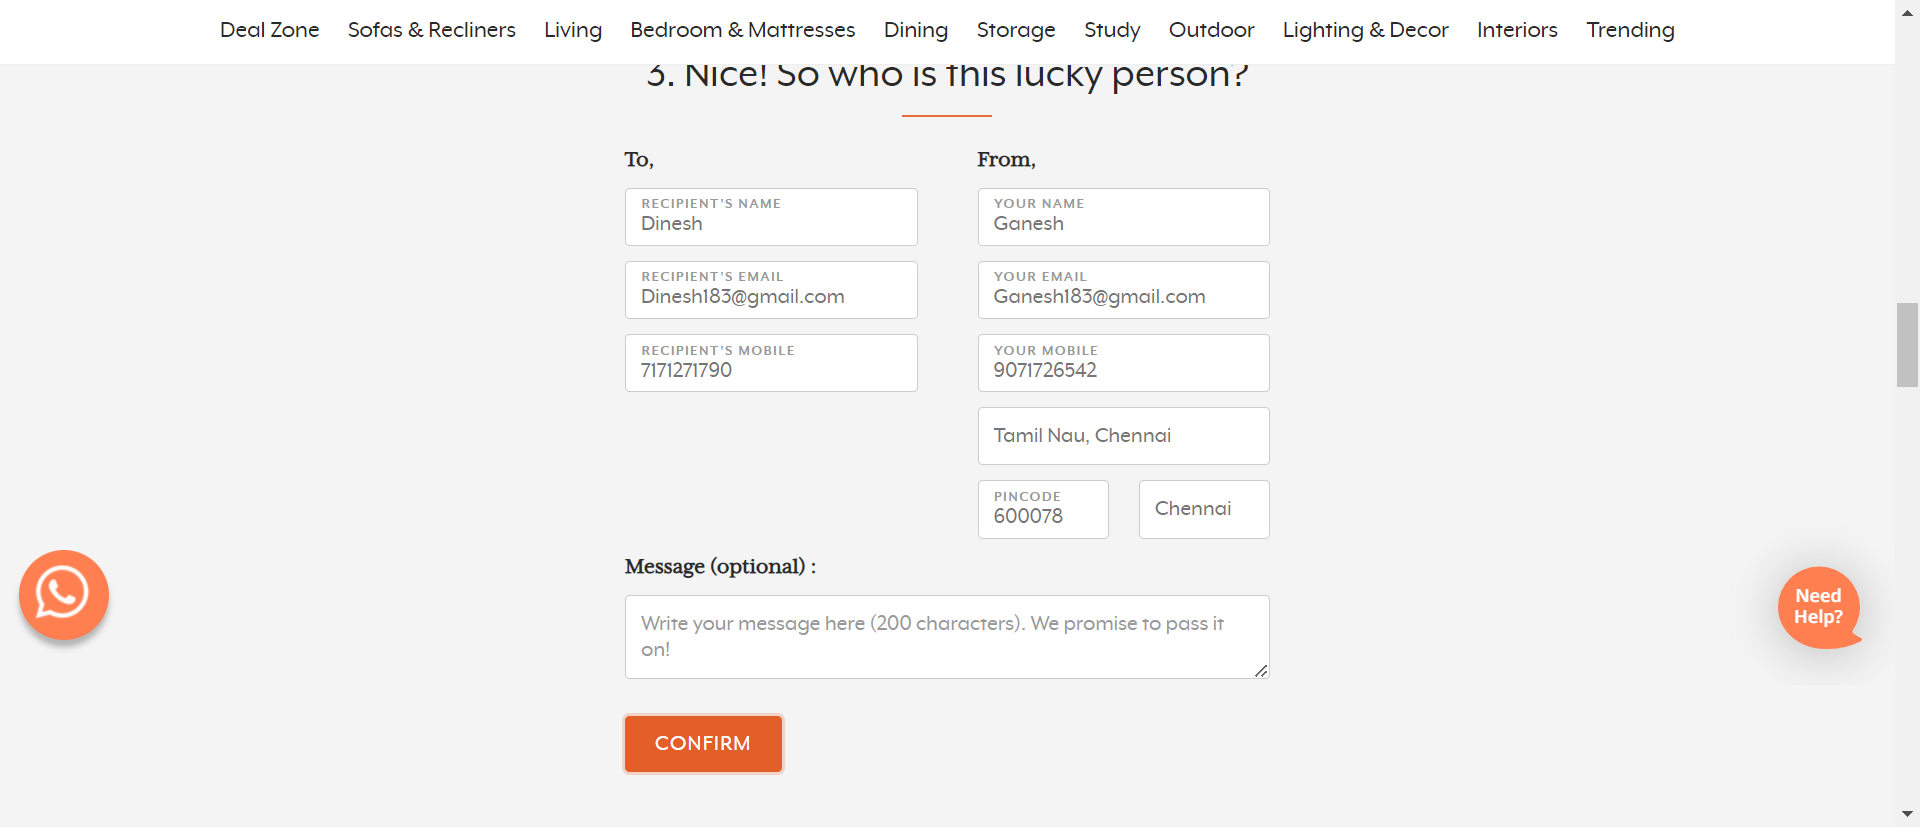 Deal Zone Sofas & Recliners Living Bedroom & Mattresses Dining Storage Study Outdoor Lighting & Decor Interiors Trending
3. Nice! So who is this lucky person?
To,
From,
RECIPIENT'S NAME
Dinesh
YOUR NAME
Ganesh
RECIPIENT'S EMAIL
Dinesh183@gmail.com
YOUR EMAIL
Ganesh183@gmail.com
RECIPIENT'S MOBILE
7171271790
YOUR MOBILE
9071726542
Tamil Nau, Chennai
PINCODE
600078
Chennai
Message (optional) :
Write your message here (200 characters). We promise to pass it
on!
CONFIRM
Need
Help?